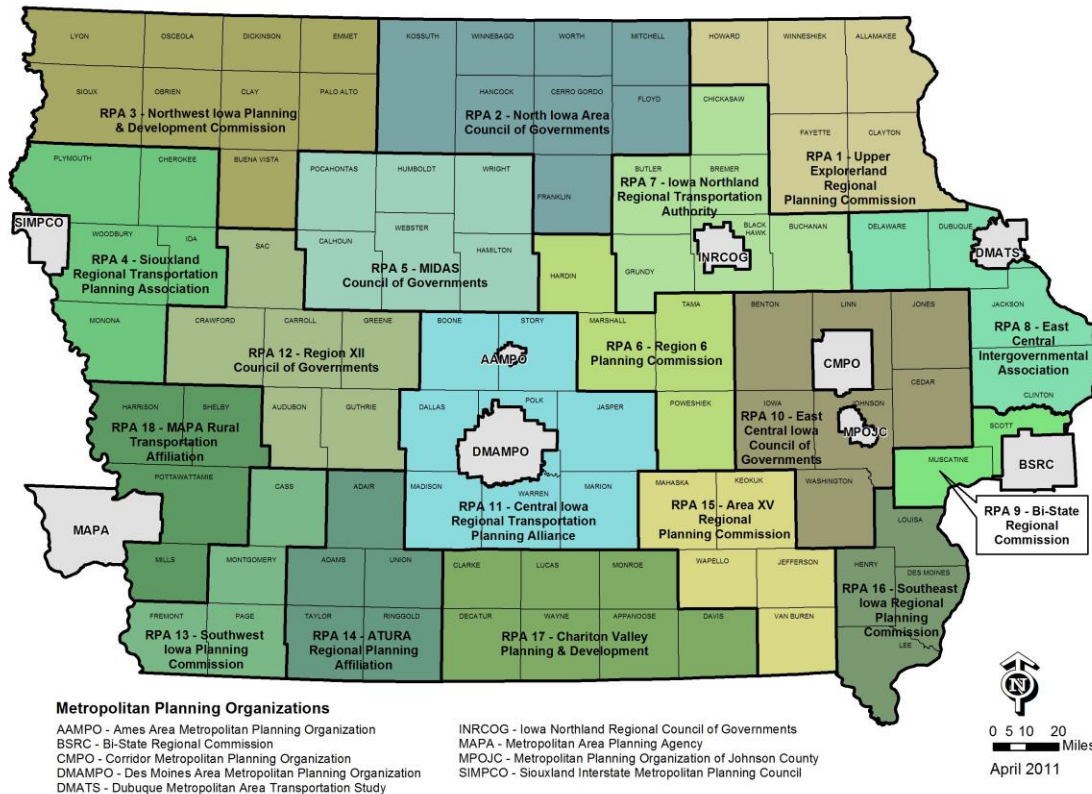 LYON
OSCEOLA
DICKINSON
EMMET
KOSSUTH
WINNEBAGO
WORTH
MITCHELL
HOWARD
WINNESHIEK
ALLAMAKEE
SIOUX
OBRIEN
CLAY
PALO ALTO
HANCOCK
CERRO GORDO
FLOYD
CHICKASAW
RPA 3 - Northwest Iowa Planning
& Development Commission
RPA 2 - North Iowa Area
Council of Governments
FAYETTE
CLAYTON
RPA 1 - Upper
Explorerland
Regional
Planning Commission
PLYMOUTH
CHEROKEE
BUENA VISTA
POCAHONTAS
HUMBOLDT
WRIGHT
FRANKLIN
BUTLER
BREMER
RPA 7 - Iowa Northland
Regional Transportation
Authority
SIMPCO
WOODBURY
IDA
SAC
CALHOUN
WEBSTER
HAMILTON
HARDIN
GRUNDY
BLACK
HAWK
BUCHANAN
DELAWARE
DUBUQUE
INRCOG
DMATS
RPA 4 - Siouxland
Regional Transportation
Planning Association
RPA 5 - MIDAS
Council of Governments
MONONA
CRAWFORD
CARROLL
GREENE
BOONE
STORY
MARSHALL
TAMA
BENTON
LINN
JONES
JACKSON
RPA 12 - Region XII
Council of Governments
AAMPO
RPA 6 - Region 6
Planning Commission
CMPO
RPA 8 - East
Central
Intergovernmental
Association
CEDAR
CLINTON
HARRISON
SHELBY
AUDUBON
GUTHRIE
DALLAS
POLK
JASPER
POWESHIEK
IOWA
JOHNSON
SCOTT
RPA 18 - MAPA Rural
Transportation
Affiliation
DMAMPO
RPA 10 - East
Central Iowa
Council of
Governments
MPOJC
BSRC
MUSCATINE
POTTAWATTAMIE
CASS
ADAIR
MADISON
WARREN
MARION
MAHASKA
KEOKUK
WASHINGTON
LOUISA
MAPA
RPA 11 - Central Iowa
Regional Transportation
Planning Alliance
RPA 15 - Area XV
Regional
Planning Commission
RPA 9 - Bi-State
Regional
Commission
MILLS
MONTGOMERY
ADAMS
UNION
CLARKE
LUCAS
MONROE
WAPELLO
JEFFERSON
HENRY
DES MOINES
FREMONT
PAGE
TAYLOR
RINGGOLD
DECATUR
WAYNE
APPANOOSE
DAVIS
VAN BUREN
LEE
RPA 13 - Southwest
Iowa Planning
Commission
RPA 14 - ATURA
Regional Planning
Affiliation
RPA 17 - Chariton Valley
Planning & Development
RPA 16 - Southeast
Iowa Regional
Planning
Commission
Metropolitan Planning Organizations
AAMPO - Ames Area Metropolitan Planning Organization
BSRC - Bi-State Regional Commission
CMPO - Corridor Metropolitan Planning Organization
DMAMPO - Des Moines Area Metropolitan Planning Organization
DMATS - Dubuque Metropolitan Area Transportation Study
INRCOG - Iowa Northland Regional Council of Governments
MAPA - Metropolitan Area Planning Agency
MPOJC - Metropolitan Planning Organization of Johnson County
SIMPCO - Siouxland Interstate Metropolitan Planning Council
N
0 5 10 20
Miles
April 2011